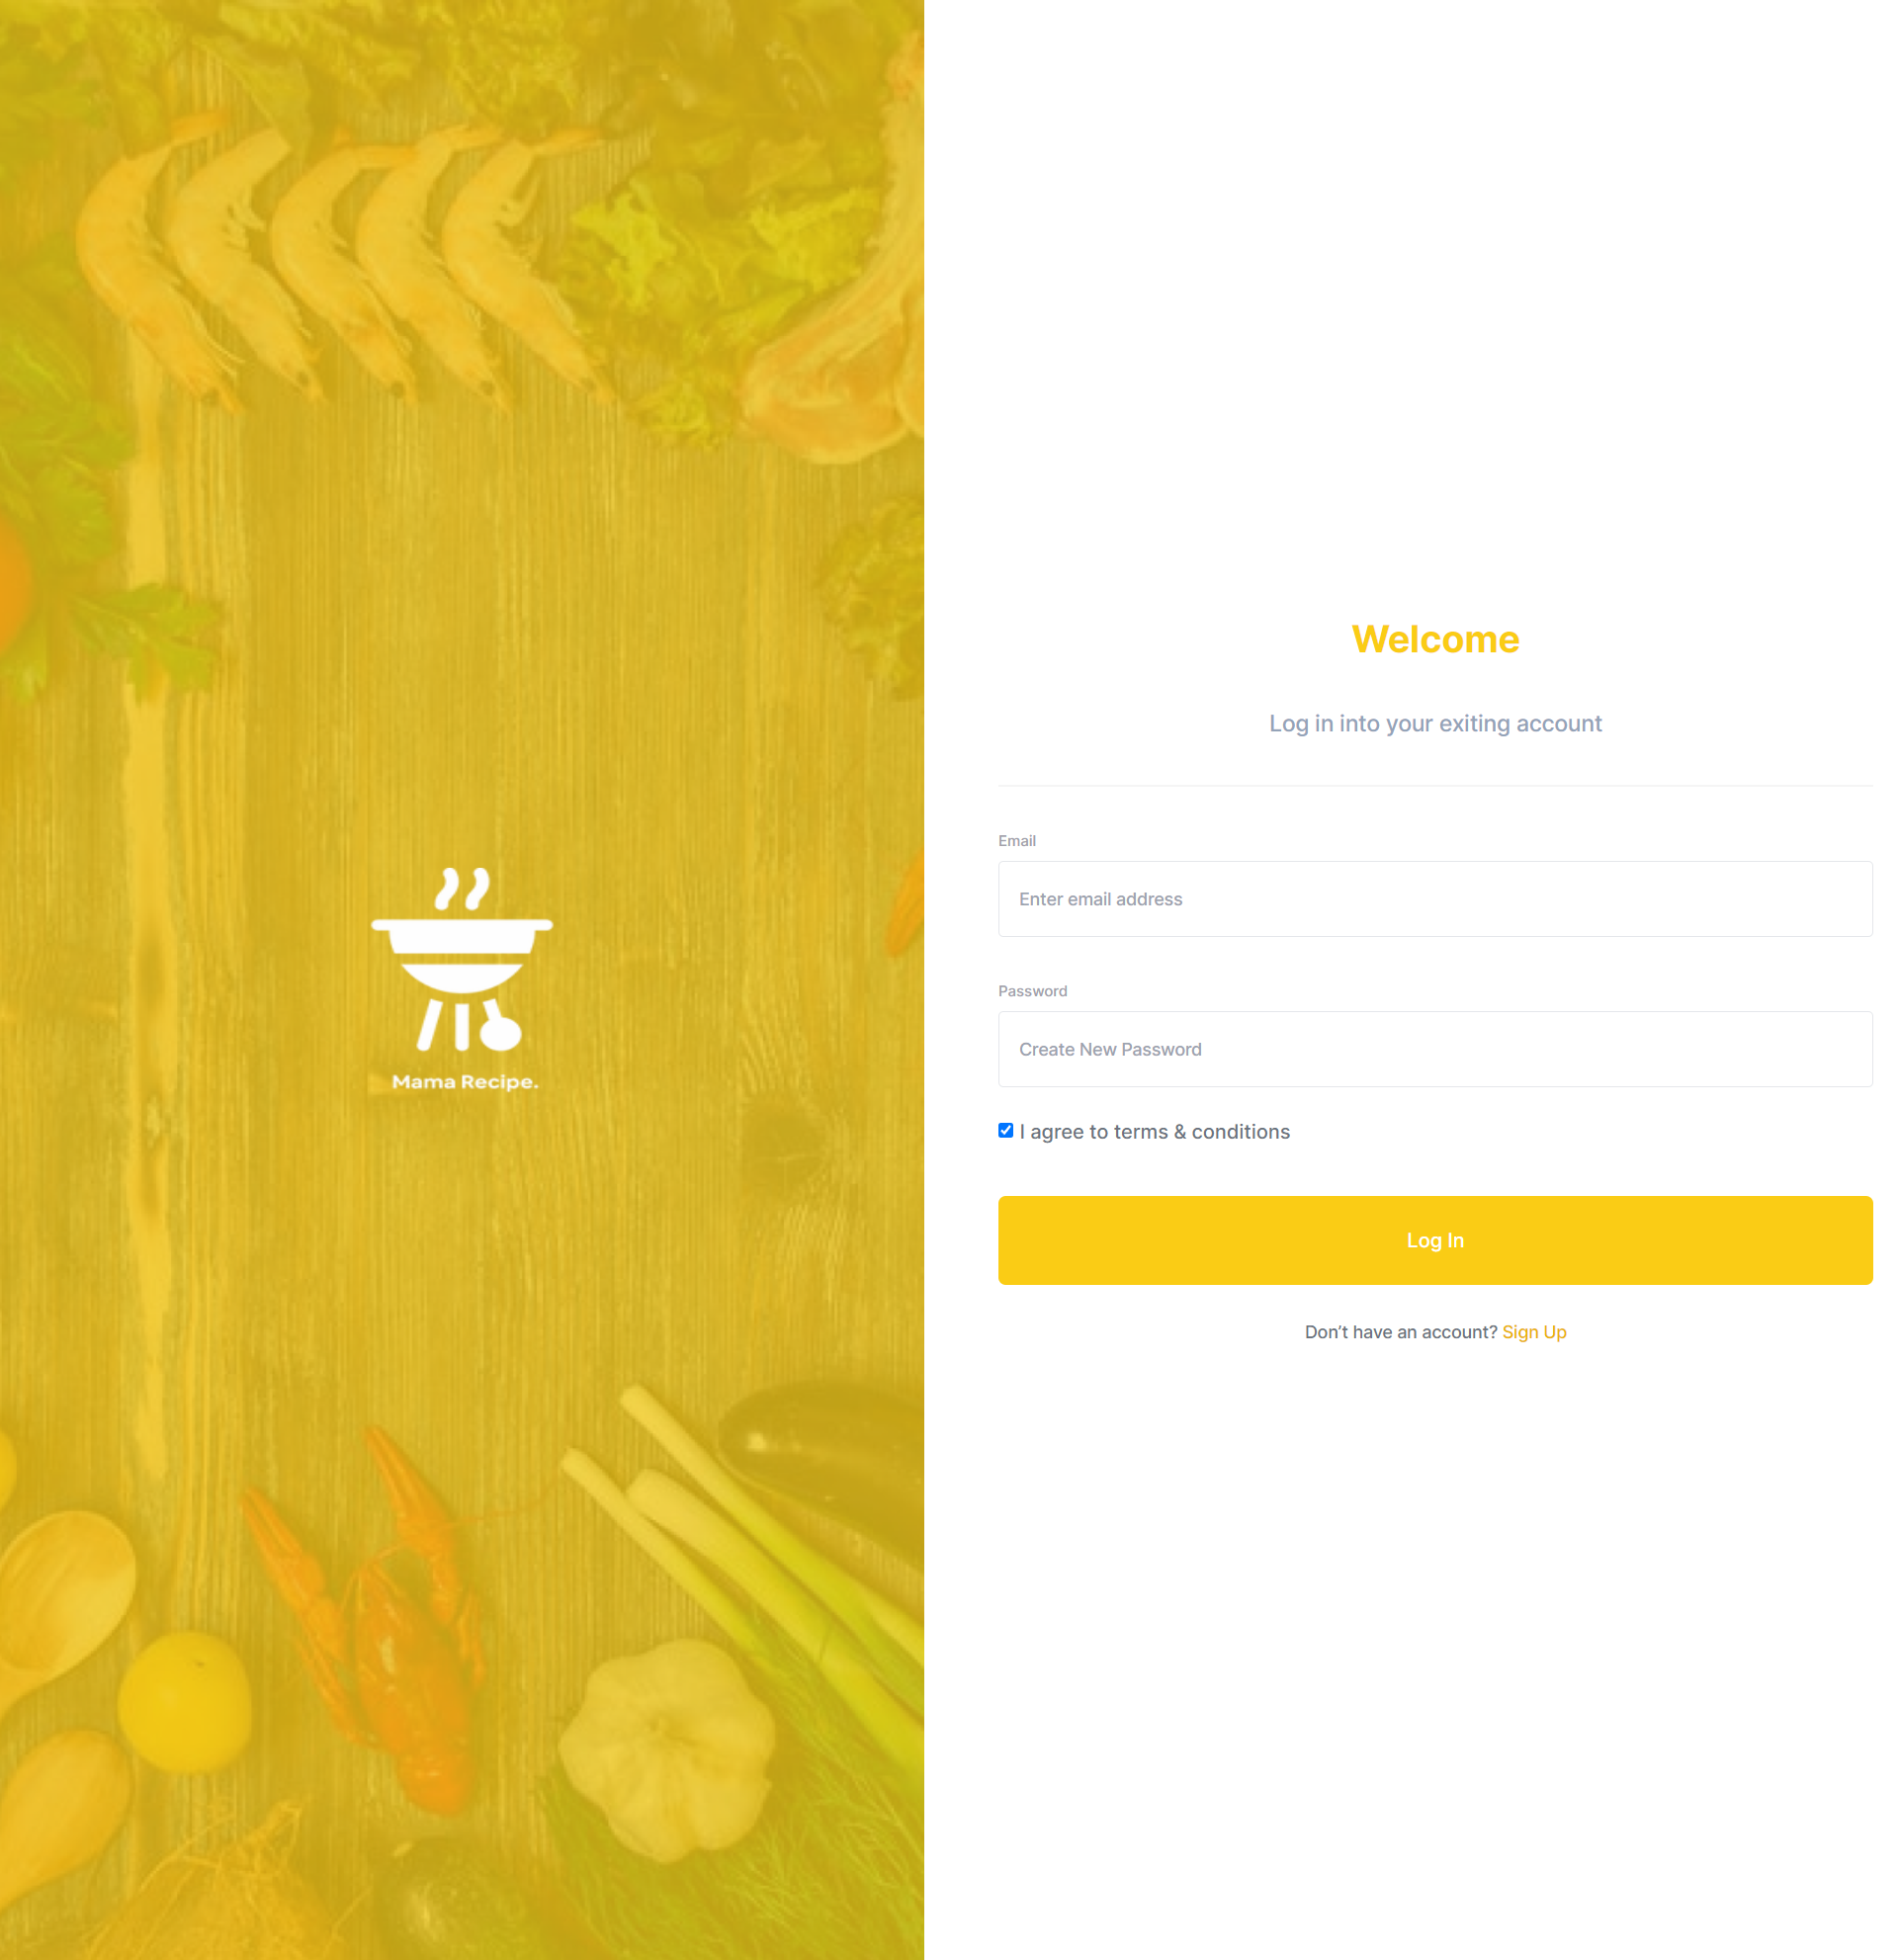 Mama Recipe.
Welcome
Log in into your exiting account
Email
Enter email address
Password
Create New Password
I agree to terms & conditions
Log In
Don’t have an account? Sign Up